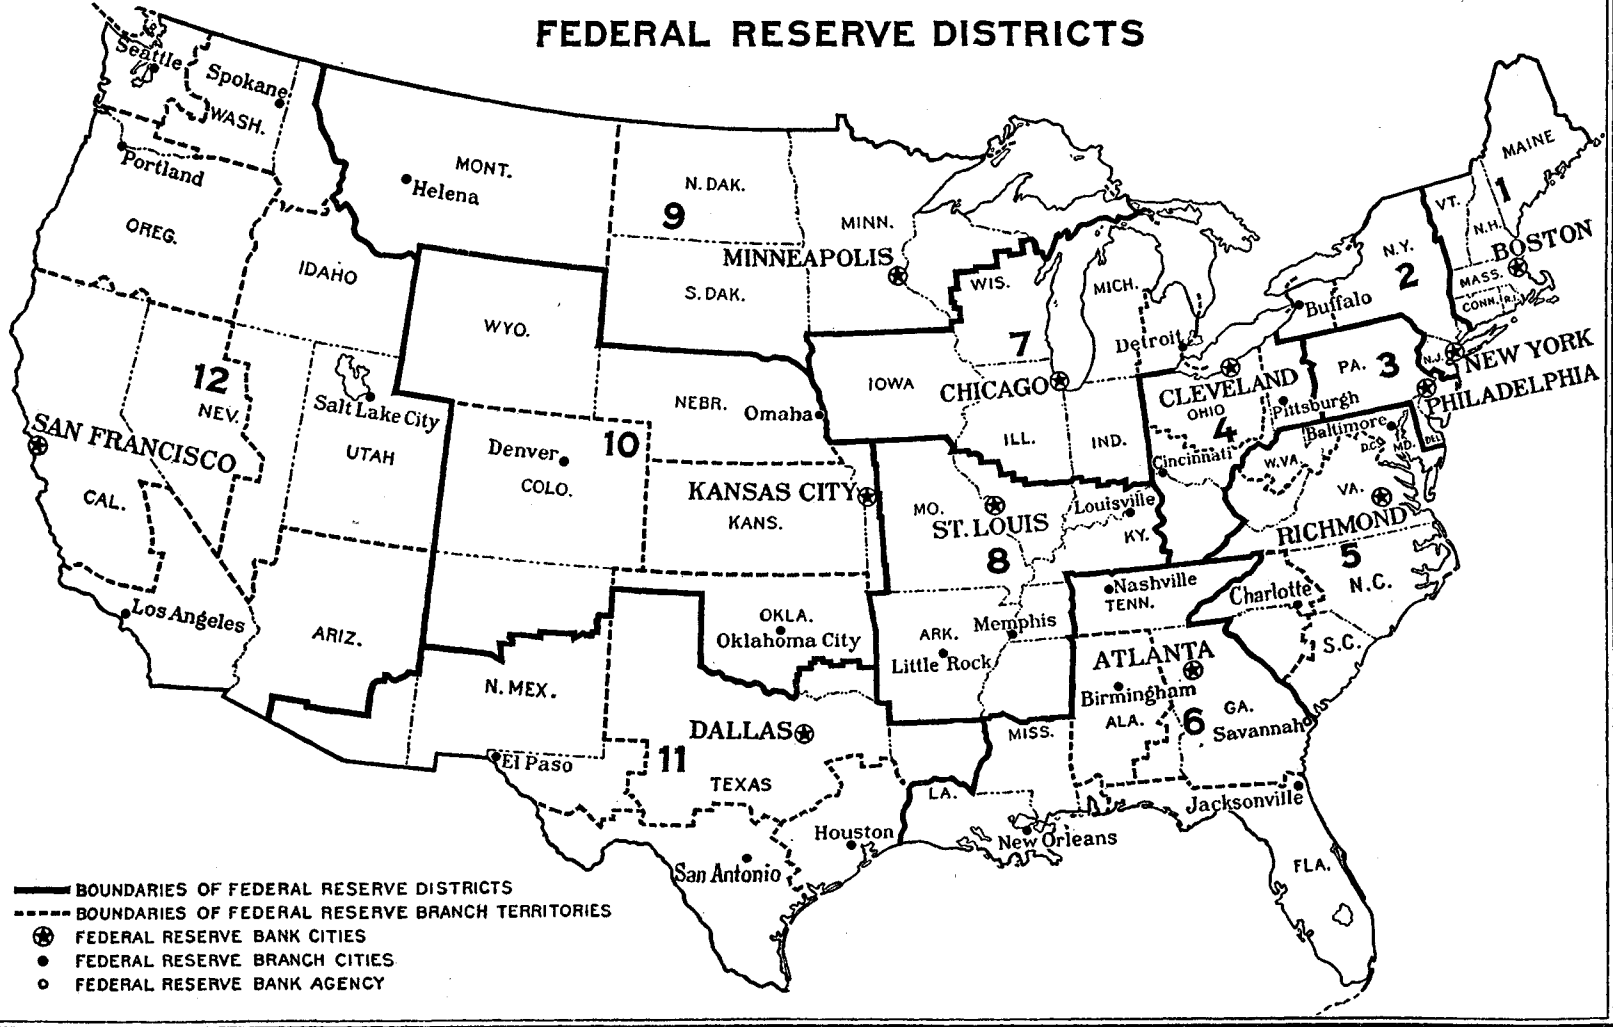 FEDERAL RESERVE DISTRICTS
Seattle
Spokane
WASH.
Portland
OREG.
MONT.
Helena
IDAHO
WYO.
N. DAK.
9
MINN.
MINNEAPOLIS
S. DAK.
WIS.
MICH.
7
Detroit
MAINE
VT.
1
N.H.
BOSTON
MASS.
CONN.
R.I.
N.Y.
2
Buffalo
N.J.
NEW YORK
PA.
3
PHILADELPHIA
12
NEV.
SAN FRANCISCO
CAL.
Los Angeles
Salt Lake City
UTAH
ARIZ.
Denver
10
COLO.
NEBR.
Omaha
KANSAS CITY
KANS.
IOWA
CHICAGO
ILL.
IND.
CLEVELAND
OHIO
4
Pittsburgh
Cincinnati
Baltimore
D.C.
MD.
DEL.
W.VA.
VA.
RICHMOND
5
MO.
ST. LOUIS
8
Louisville
KY.
Nashville
TENN.
Charlotte
N.C.
S.C.
OKLA.
Oklahoma City
ARK.
Memphis
Little Rock
ATLANTA
Birmingham
ALA.
6
GA.
Savannah
N. MEX.
DALLAS
El Paso
11
TEXAS
MISS.
LA.
Jacksonville
Houston
New Orleans
San Antonio
FLA.
BOUNDARIES OF FEDERAL RESERVE DISTRICTS
BOUNDARIES OF FEDERAL RESERVE BRANCH TERRITORIES
FEDERAL RESERVE BANK CITIES
FEDERAL RESERVE BRANCH CITIES
FEDERAL RESERVE BANK AGENCY